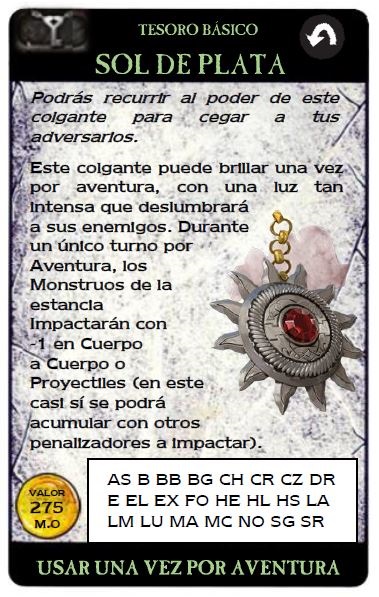 TESORO BÁSICO
SOL DE PLATA
Podrás recurrir al poder de este
colgante para cegar a tus
adversarios.
Este colgante puede brillar una vez
por aventura, con una luz tan
intensa que deslumbrará
a sus enemigos. Durante
un único turno por
Aventura, los
Monstruos de la
estancia
Impactarán con
-1 en Cuerpo
a Cuerpo o
Proyectiles (en este
casi sí se podrá
acumular con otros
penalizadores a impactar).
AS B BB BG CH CR CZ DR
E EL EX FO HE HL HS LA
LM LU MA MC NO SG SR
VALOR
275
M.O
USAR UNA VEZ POR AVENTURA